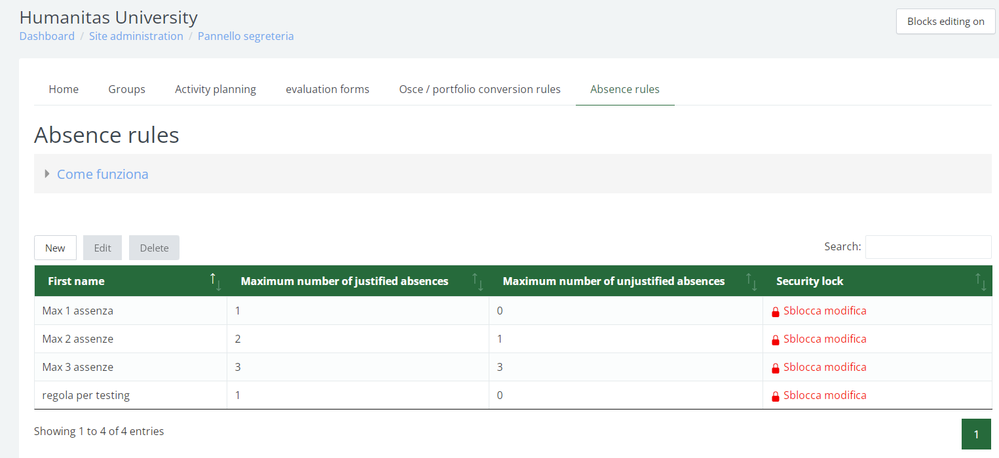 Humanitas University
Blocks editing on
Dashboard / Site administration / Pannello segreteria
Home Groups Activity planning evaluation forms Osce / portfolio conversion rules Absence rules
Absence rules
Come funziona
New Edit Delete Search:
First name Maximum number of justified absences Maximum number of unjustified absences Security lock
Max 1 assenza 1 0 Sblocca modifica
Max 2 assenze 2 1 Sblocca modifica
Max 3 assenze 3 3 Sblocca modifica
regola per testing 1 0 Sblocca modifica
Showing 1 to 4 of 4 entries 1